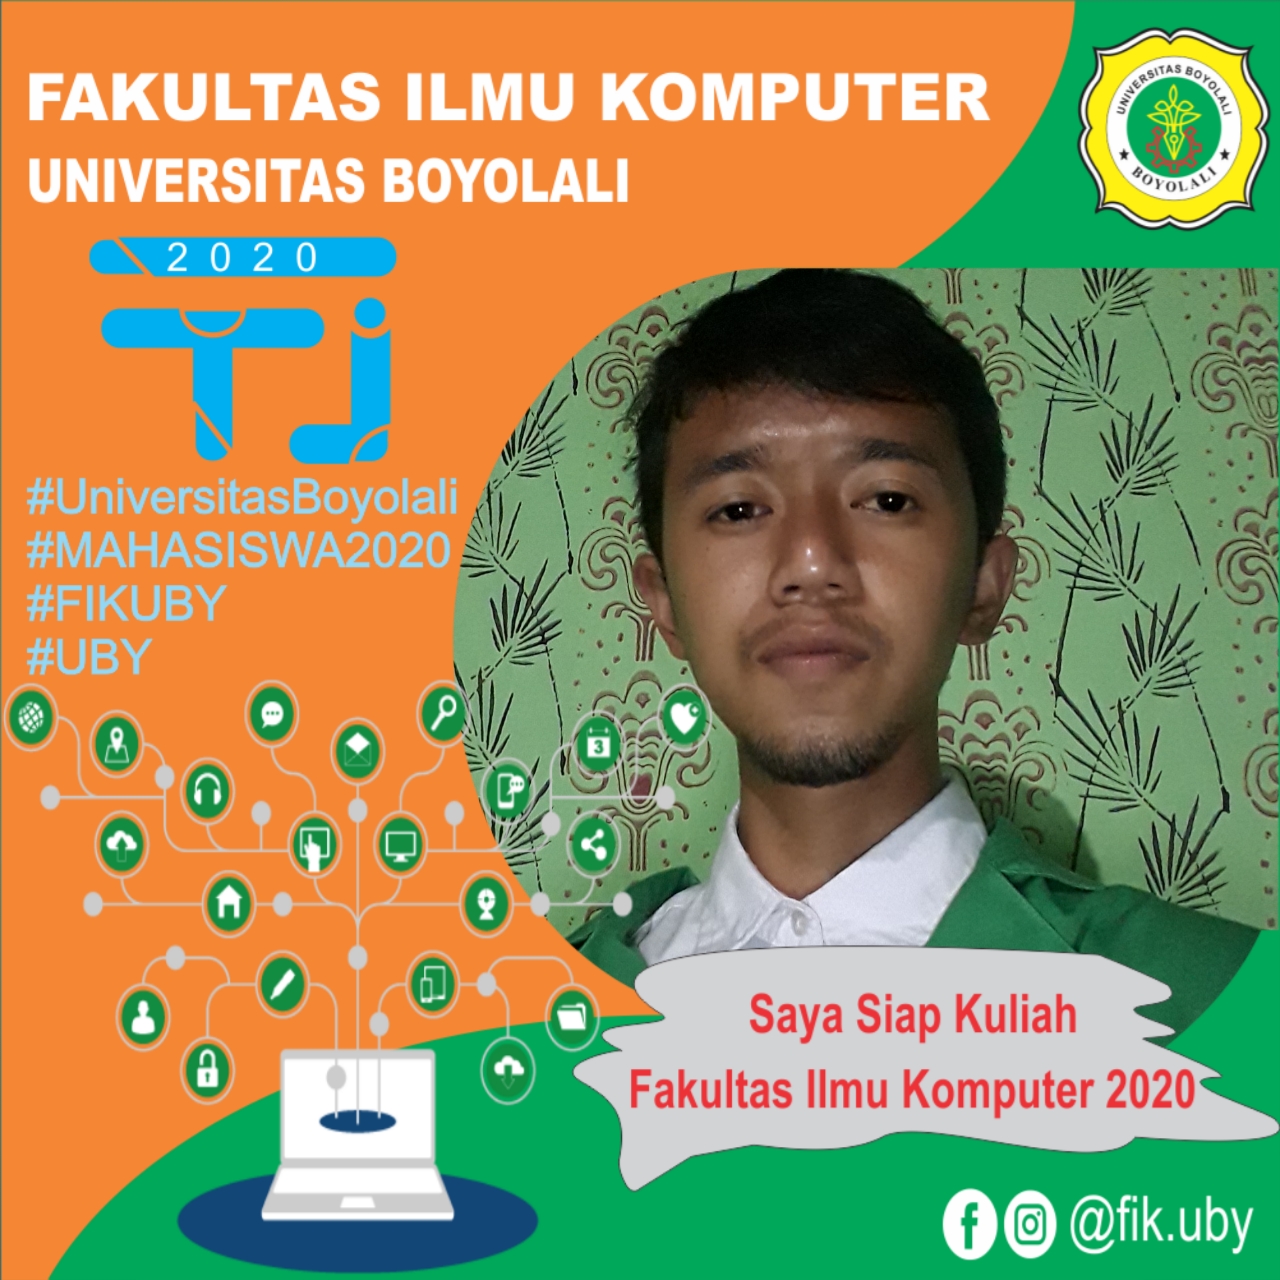 FAKULTAS ILMU KOMPUTER
UNIVERSITAS BOYOLALI
UNIVERSITAS BOYOLALI
BOYOLALI
2020
TI
#UniversitasBoyolali
#MAHASISWA2020
#FIKUBY
#UBY
3
Saya Siap Kuliah
Fakultas Ilmu Komputer 2020
@fik.uby